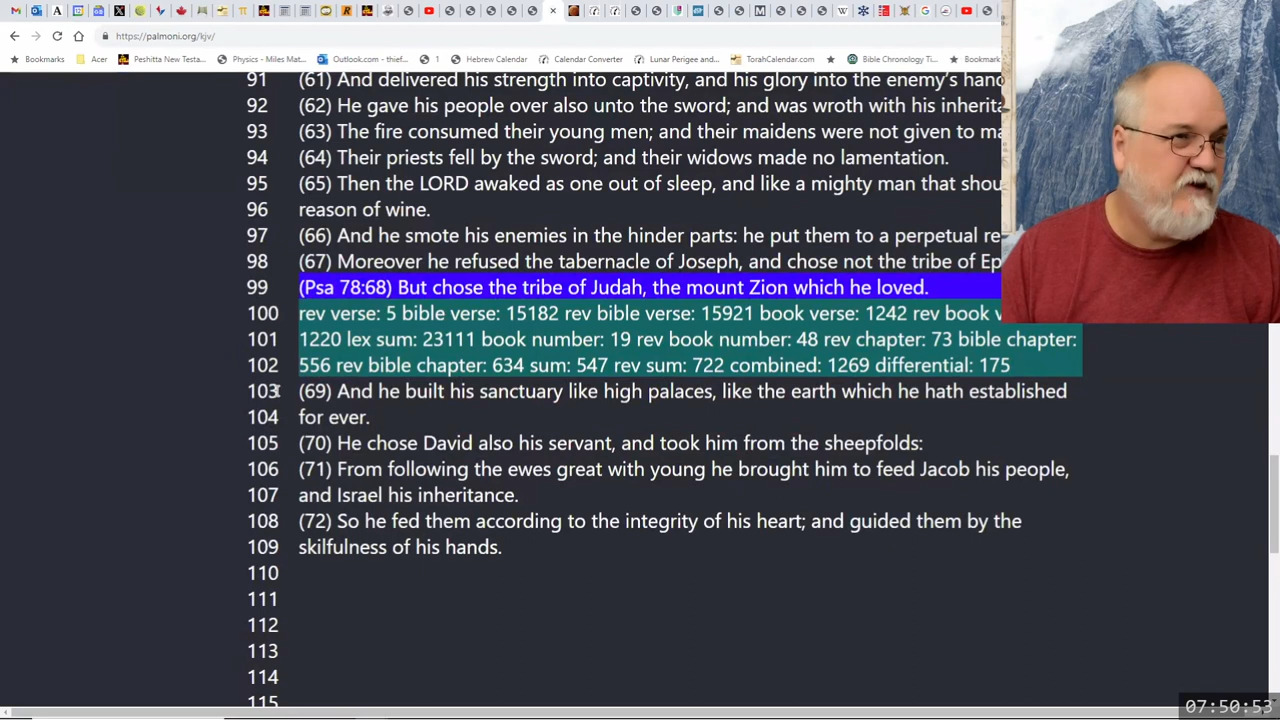 https://palmoni.org/kjv/
Bookmarks Acer Peshitta New Testa... Physics - Miles Mat... Outlook.com - thief... 1 Hebrew Calendar Calendar Converter Lunar Perigee and... TorahCalendar.com Bible Chronology Ti... Bookmark
91 (61) And delivered his strength into captivity, and his glory into the enemy’s hand
92 (62) He gave his people over also unto the sword; and was wroth with his inherita
93 (63) The fire consumed their young men; and their maidens were not given to ma
94 (64) Their priests fell by the sword; and their widows made no lamentation.
95 (65) Then the LORD awaked as one out of sleep, and like a mighty man that shou
96 reason of wine.
97 (66) And he smote his enemies in the hinder parts: he put them to a perpetual re
98 (67) Moreover he refused the tabernacle of Joseph, and chose not the tribe of Ep
99 (Psa 78:68) But chose the tribe of Judah, the mount Zion which he loved.
100 rev verse: 5 bible verse: 15182 rev bible verse: 15921 book verse: 1242 rev book v
101 1220 lex sum: 23111 book number: 19 rev book number: 48 rev chapter: 73 bible chapter:
102 556 rev bible chapter: 634 sum: 547 rev sum: 722 combined: 1269 differential: 175
103 (69) And he built his sanctuary like high palaces, like the earth which he hath established
104 for ever.
105 (70) He chose David also his servant, and took him from the sheepfolds:
106 (71) From following the ewes great with young he brought him to feed Jacob his people,
107 and Israel his inheritance.
108 (72) So he fed them according to the integrity of his heart; and guided them by the
109 skilfulness of his hands.
110
111
112
113
114
115
07:50:53